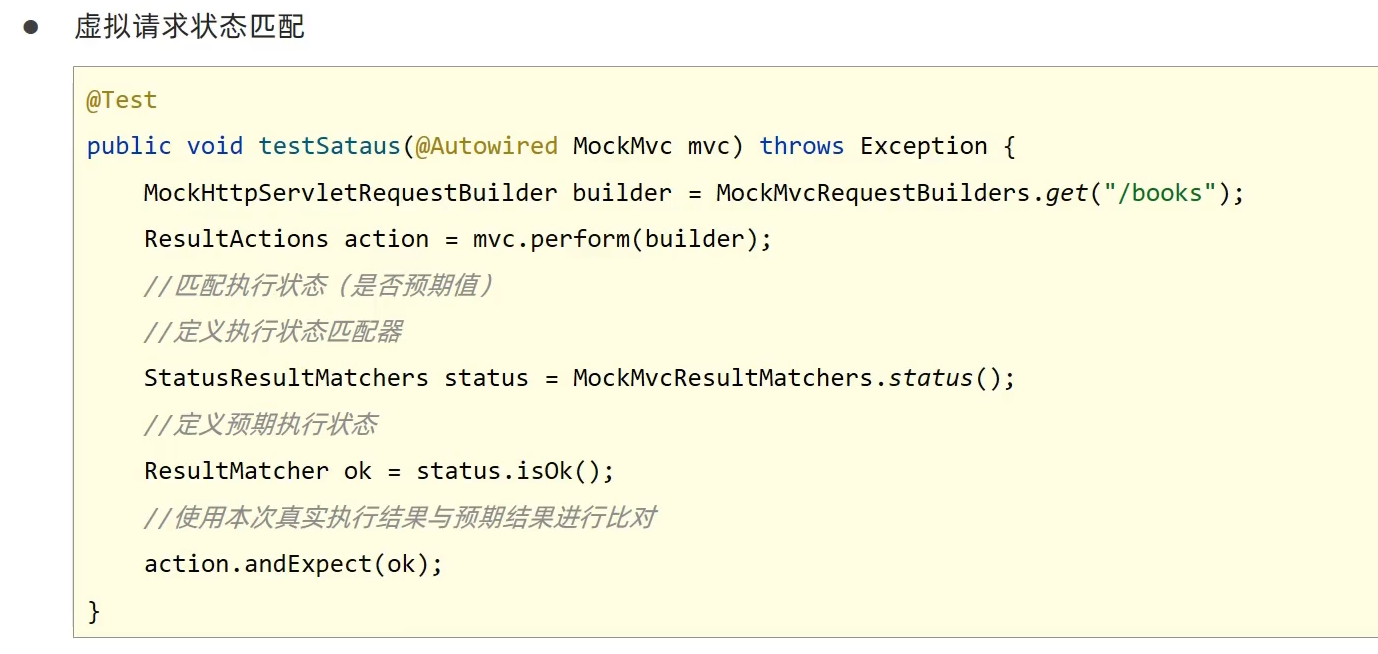 ● 虚拟请求状态匹配
@Test
public void testSataus(@Autowired MockMvc mvc) throws Exception {
    MockHttpServletRequestBuilder builder = MockMvcRequestBuilders.get("/books");
    ResultActions action = mvc.perform(builder);
    //匹配执行状态（是否预期值）
    //定义执行状态匹配器
    StatusResultMatchers status = MockMvcResultMatchers.status();
    //定义预期执行状态
    ResultMatcher ok = status.isOk();
    //使用本次真实执行结果与预期结果进行比对
    action.andExpect(ok);
}